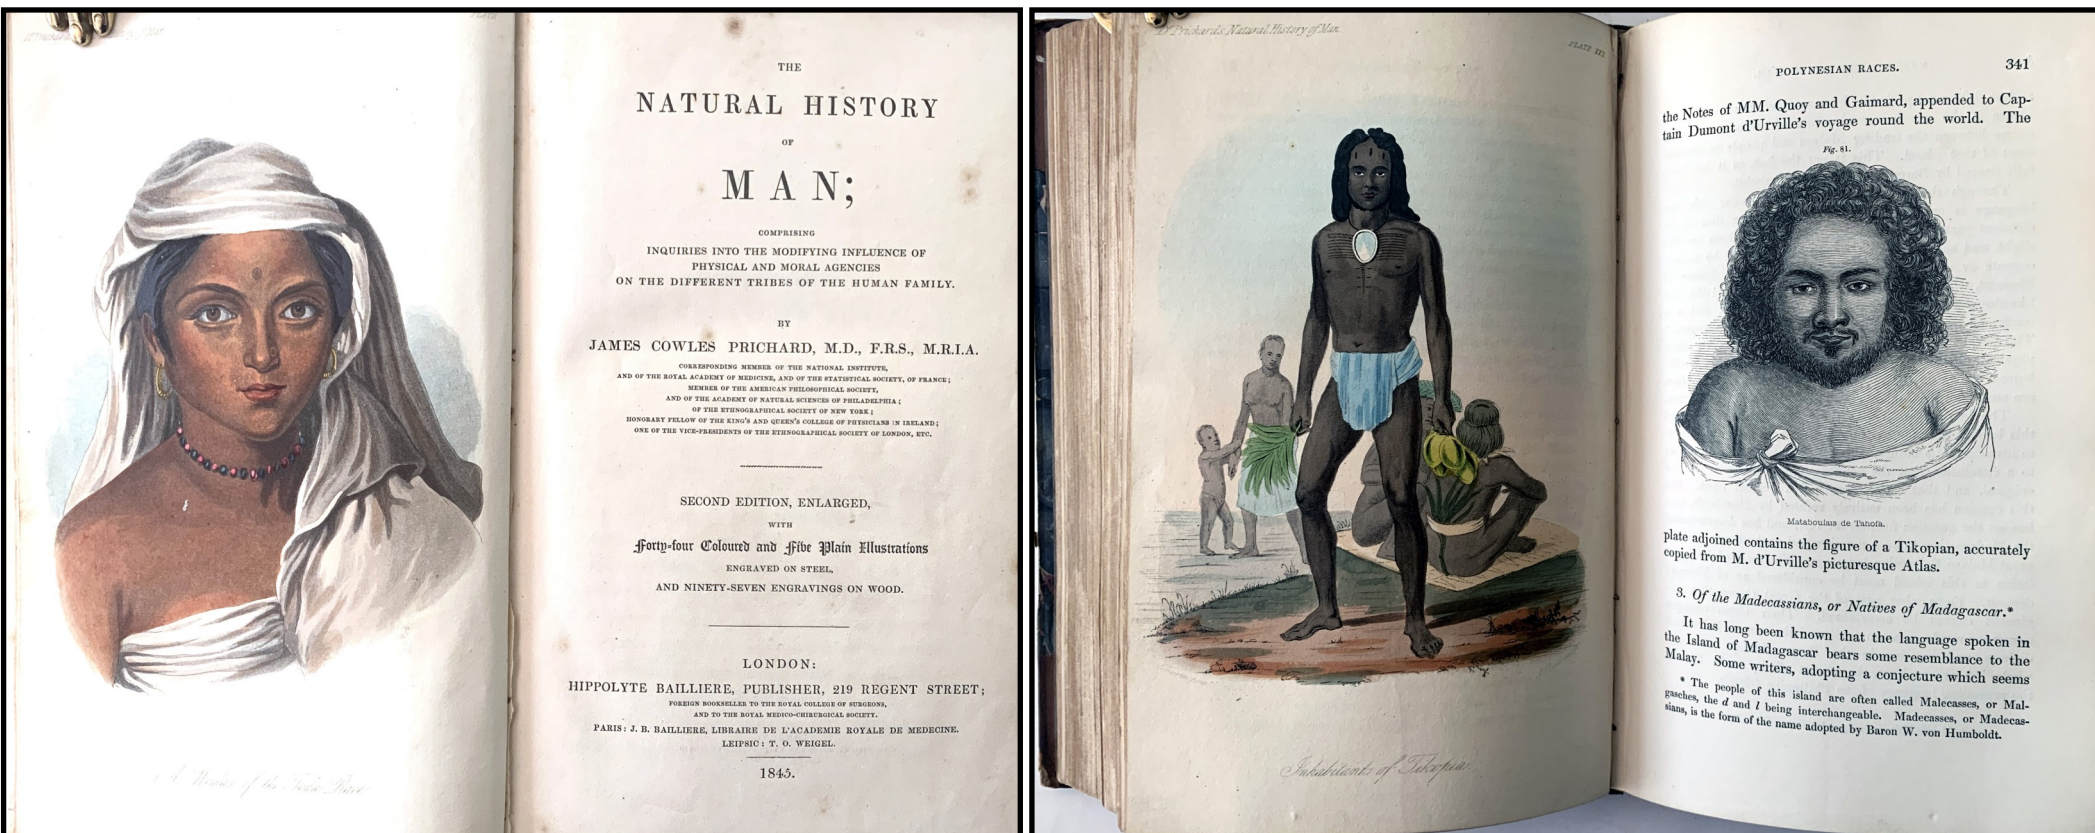 THE
NATURAL HISTORY
OF
MAN;
COMPRISING
INQUIRIES INTO THE MODIFYING INFLUENCE OF
PHYSICAL AND MORAL AGENCIES
ON THE DIFFERENT TRIBES OF THE HUMAN FAMILY.
BY
JAMES COWLES PRICHARD, M.D., F.R.S., M.R.I.A.
CORRESPONDING MEMBER OF THE NATIONAL INSTITUTE,
AND OF THE ROYAL ACADEMY OF MEDICINE, AND OF THE STATISTICAL SOCIETY, OF FRANCE;
MEMBER OF THE AMERICAN PHILOSOPHICAL SOCIETY,
AND OF THE ACADEMY OF NATURAL SCIENCES OF PHILADELPHIA;
OF THE ETHNOGRAPHICAL SOCIETY OF NEW YORK;
HONORARY FELLOW OF THE KING'S AND QUEEN'S COLLEGE OF PHYSICIANS IN IRELAND;
ONE OF THE VICE-PRESIDENTS OF THE ETHNOGRAPHICAL SOCIETY OF LONDON, ETC.
SECOND EDITION, ENLARGED,
WITH
Forty-four Coloured and Five Plain Illustrations
ENGRAVED ON STEEL,
AND NINETY-SEVEN ENGRAVINGS ON WOOD.
LONDON:
HIPPOLYTE BAILLIERE, PUBLISHER, 219 REGENT STREET;
FOREIGN BOOKSELLER TO THE ROYAL COLLEGE OF SURGEONS,
AND TO THE ROYAL MEDICO-CHIRURGICAL SOCIETY.
PARIS: J. B. BAILLIERE, LIBRAIRE DE L'ACADEMIE ROYALE DE MEDECINE.
LEIPSIC: T. O. WEIGEL.
1845.
Dr Prichard's Natural History of Man.
PLATE
Inhabitants of Tikopia
POLYNESIAN RACES. 341
the Notes of MM. Quoy and Gaimard, appended to Cap-
tain Dumont d'Urville's voyage round the world. The
Fig. 81.
Mataboulais de Tahofa.
plate adjoined contains the figure of a Tikopian, accurately
copied from M. d'Urville's picturesque Atlas.
3. Of the Madecassians, or Natives of Madagascar.*
It has long been known that the language spoken in
the Island of Madagascar bears some resemblance to the
Malay. Some writers, adopting a conjecture which seems
* The people of this island are often called Malecasses, or Mal-
gasches, the d and l being interchangeable. Madecasses, or Madecas-
sians, is the form of the name adopted by Baron W. von Humboldt.